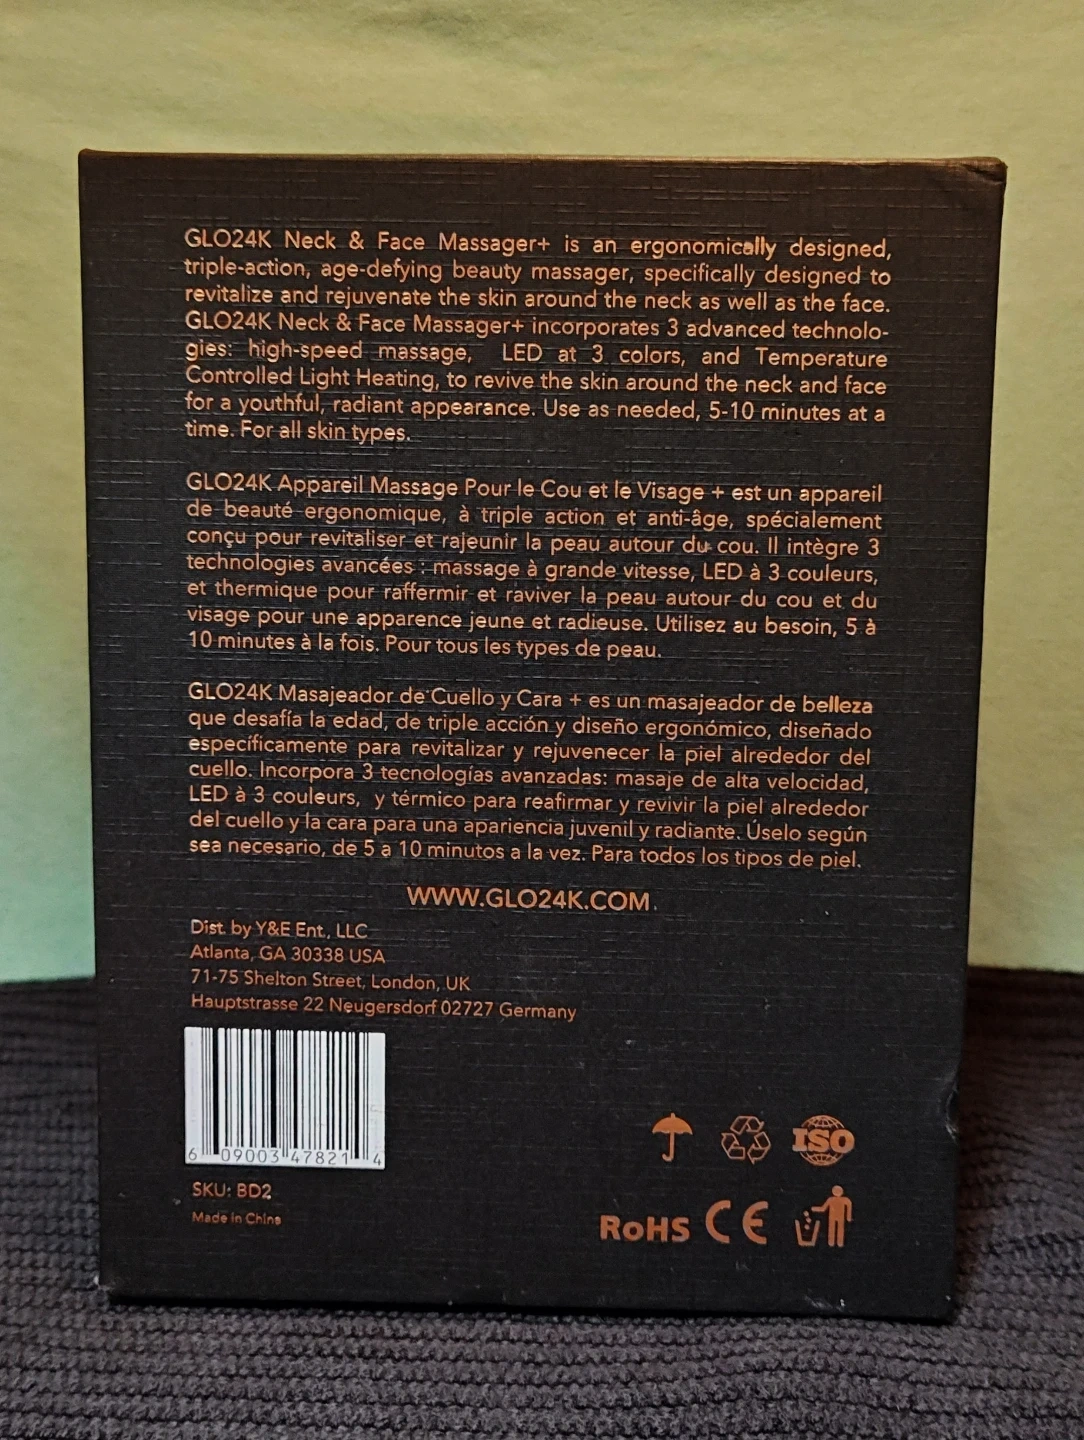 GLO24K Neck & Face Massager+ is an ergonomically designed,
triple-action, age-defying beauty massager, specifically designed to
revitalize and rejuvenate the skin around the neck as well as the face.
GLO24K Neck & Face Massager+ incorporates 3 advanced technolo-
gies: high-speed massage, LED at 3 colors, and Temperature
Controlled Light Heating, to revive the skin around the neck and face
for a youthful, radiant appearance. Use as needed, 5-10 minutes at a
time. For all skin types.
GLO24K Appareil Massage Pour le Cou et le Visage + est un appareil
de beauté ergonomique, à triple action et anti-âge, spécialement
conçu pour revitaliser et rajeunir la peau autour du cou. Il intègre 3
technologies avancées : massage à grande vitesse, LED à 3 couleurs,
et thermique pour raffermir et raviver la peau autour du cou et du
visage pour une apparence jeune et radieuse. Utilisez au besoin, 5 à
10 minutes à la fois. Pour tous les types de peau.
GLO24K Masajeador de Cuello y Cara + es un masajeador de belleza
que desafía la edad, de triple acción y diseño ergonómico, diseñado
específicamente para revitalizar y rejuvenecer la piel alrededor del
cuello. Incorpora 3 tecnologías avanzadas: masaje de alta velocidad,
LED à 3 couleurs, y térmico para reafirmar y revivir la piel alrededor
del cuello y la cara para una apariencia juvenil y radiante. Úselo según
sea necesario, de 5 a 10 minutos a la vez. Para todos los tipos de piel.
WWW.GLO24K.COM.
Dist. by Y&E Ent., LLC
Atlanta, GA 30338 USA
71-75 Shelton Street, London, UK
Hauptstrasse 22 Neugersdorf 02727 Germany
6 09003 47821 4
SKU: BD2
Made in China
ISO
RoHS CE